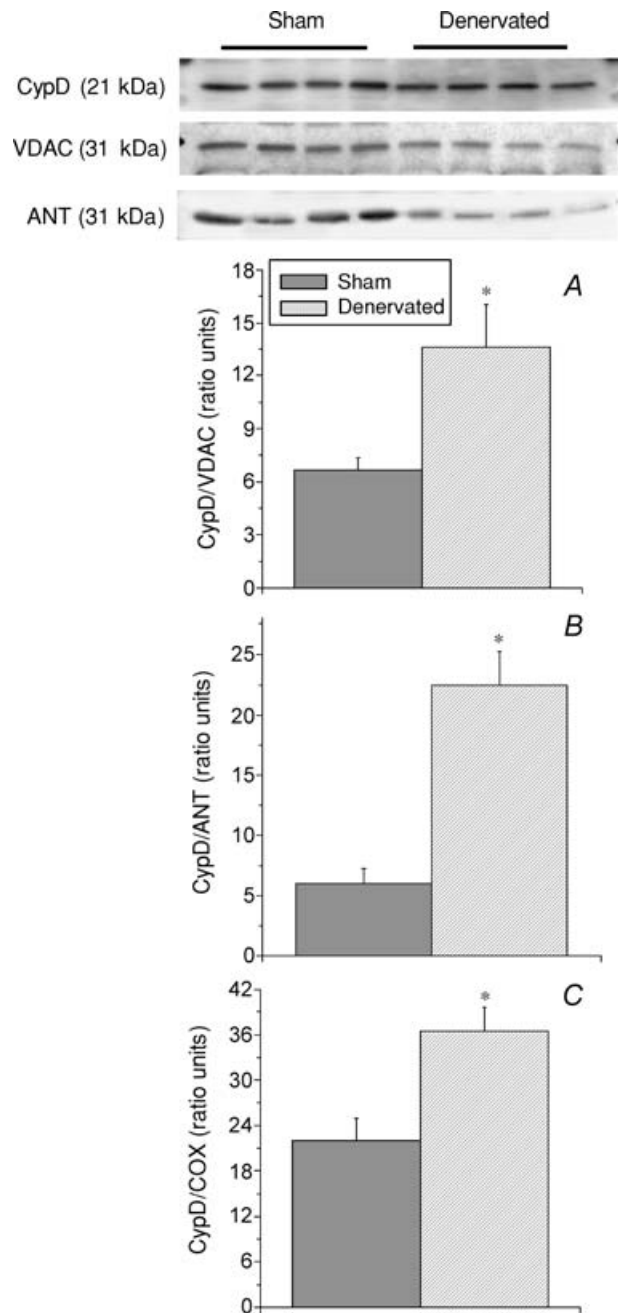 Sham Denervated
CypD (21 kDa)
VDAC (31 kDa)
ANT (31 kDa)
18
15
12
9
6
3
0
CypD/VDAC (ratio units)
Sham
Denervated
*
A
25
20
15
10
5
0
CypD/ANT (ratio units)
*
B
42
36
30
24
18
12
6
0
CypD/COX (ratio units)
*
C